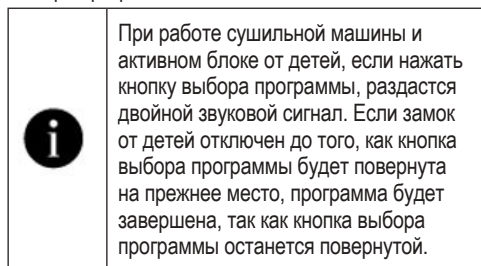 При работе сушильной машины и
активном блоке от детей, если нажать
кнопку выбора программы, раздастся
двойной звуковой сигнал. Если замок
от детей отключен до того, как кнопка
выбора программы будет повернута
на прежнее место, программа будет
завершена, так как кнопка выбора
программы останется повернутой.